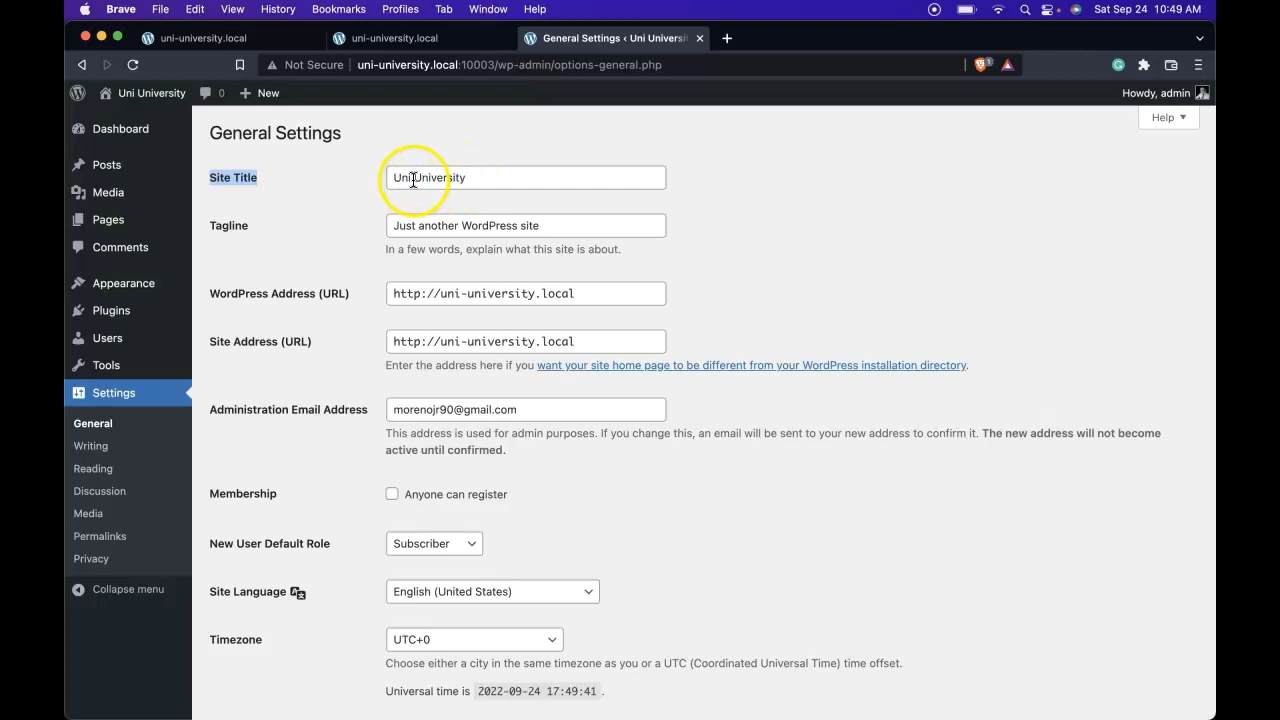 Brave File Edit View History Bookmarks Profiles Tab Window Help Sat Sep 24 10:49 AM
uni-university.local uni-university.local General Settings ‹ Uni Universi
Not Secure uni-university.local:10003/wp-admin/options-general.php 1
Uni University 0 New Howdy, admin
Help
Dashboard
Posts
Media
Pages
Comments
Appearance
Plugins
Users
Tools
Settings
General
Writing
Reading
Discussion
Media
Permalinks
Privacy
Collapse menu
General Settings
Site Title Uni University
Tagline Just another WordPress site
In a few words, explain what this site is about.
WordPress Address (URL) http://uni-university.local
Site Address (URL) http://uni-university.local
Enter the address here if you want your site home page to be different from your WordPress installation directory.
Administration Email Address morenojr90@gmail.com
This address is used for admin purposes. If you change this, an email will be sent to your new address to confirm it. The new address will not become
active until confirmed.
Membership Anyone can register
New User Default Role Subscriber
Site Language English (United States)
Timezone UTC+0
Choose either a city in the same timezone as you or a UTC (Coordinated Universal Time) time offset.
Universal time is 2022-09-24 17:49:41 .